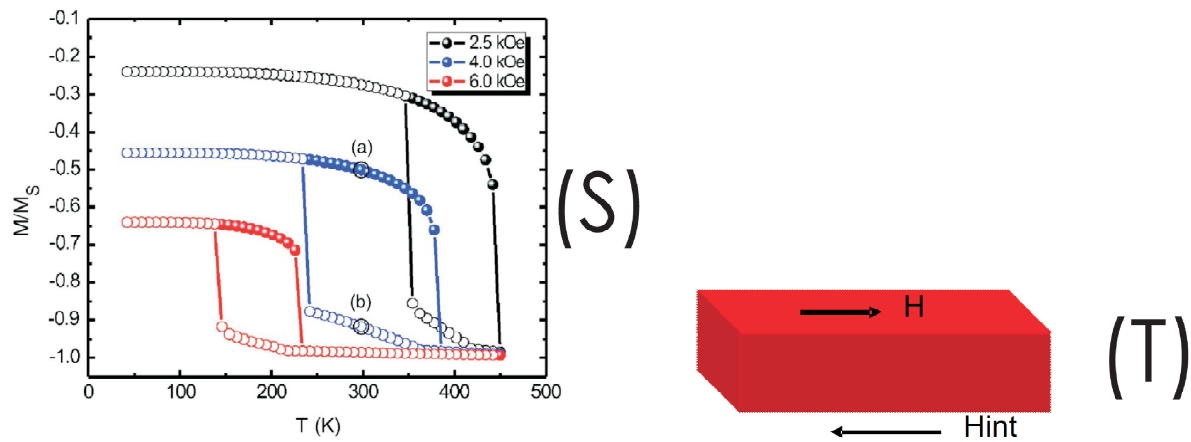 -0.1
-0.2
-0.3
-0.4
-0.5
-0.6
-0.7
-0.8
-0.9
-1.0
M/M_S
2.5 kOe
4.0 kOe
6.0 kOe
(a)
(b)
0 100 200 300 400 500
T (K)
(S)
H
Hint
(T)